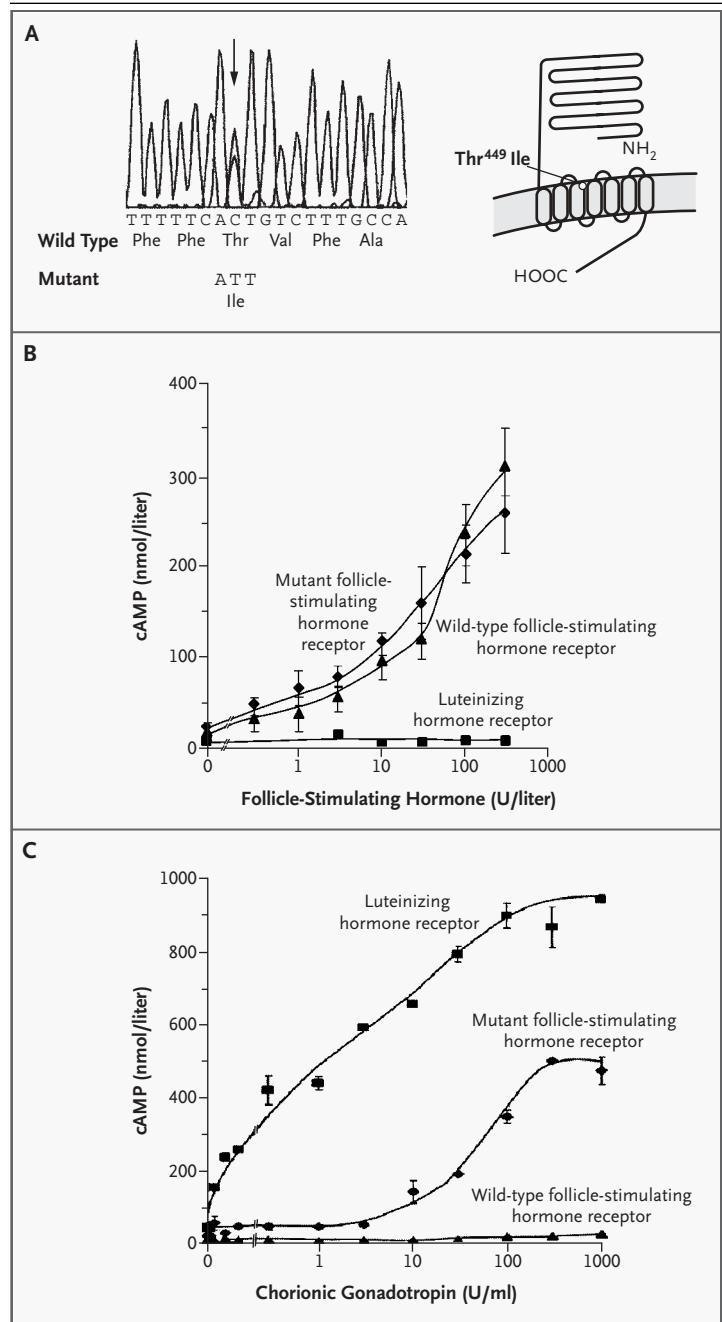 A
TTTTTCACTGTCTTTGCCA
Wild Type Phe Phe Thr Val Phe Ala
Mutant ATT
Ile
Thr449 Ile
NH2
HOOC
B
400
300
200
100
0
cAMP (nmol/liter)
Mutant follicle-
stimulating
hormone
receptor
Wild-type follicle-stimulating
hormone receptor
Luteinizing
hormone receptor
0 1 10 100 1000
Follicle-Stimulating Hormone (U/liter)
C
1000
800
600
400
200
0
cAMP (nmol/liter)
Luteinizing
hormone receptor
Mutant follicle-stimulating
hormone receptor
Wild-type follicle-stimulating
hormone receptor
0 1 10 100 1000
Chorionic Gonadotropin (U/ml)